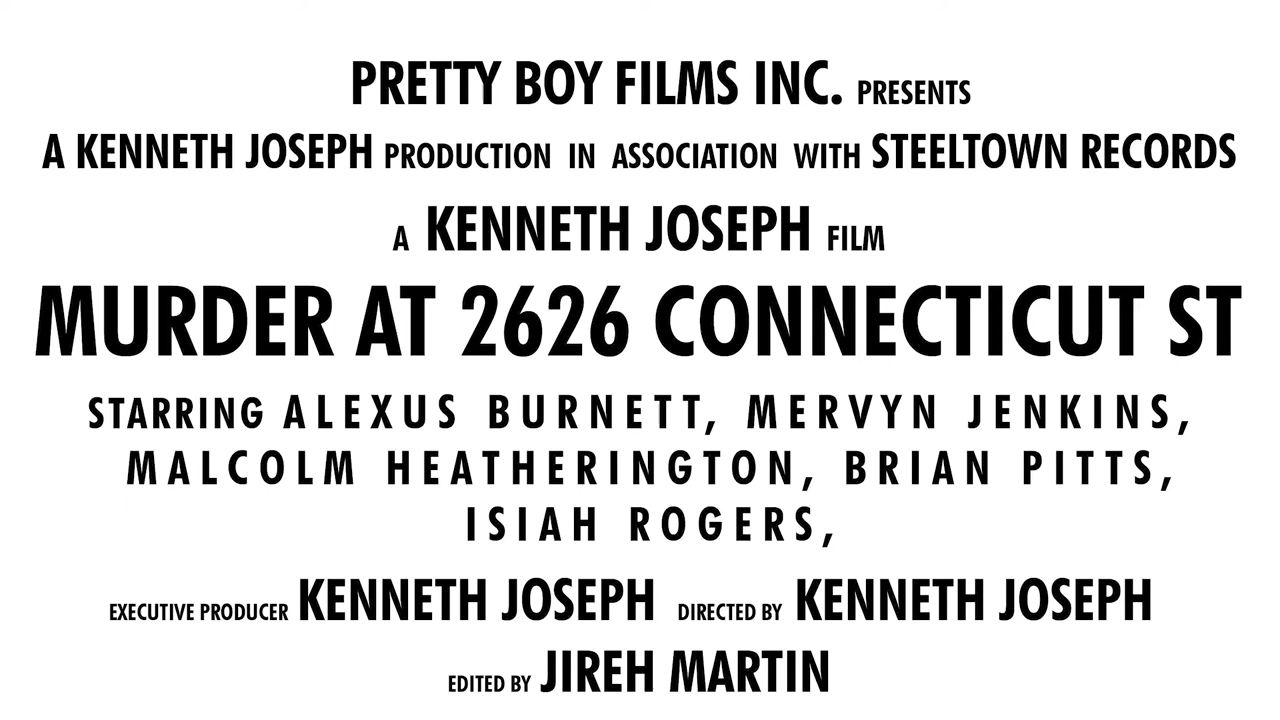 PRETTY BOY FILMS INC. PRESENTS
A KENNETH JOSEPH PRODUCTION IN ASSOCIATION WITH STEELTOWN RECORDS
A KENNETH JOSEPH FILM
MURDER AT 2626 CONNECTICUT ST
STARRING ALEXUS BURNETT, MERVYN JENKINS,
MALCOLM HEATHERINGTON, BRIAN PITTS,
ISIAH ROGERS,
EXECUTIVE PRODUCER KENNETH JOSEPH DIRECTED BY KENNETH JOSEPH
EDITED BY JIREH MARTIN